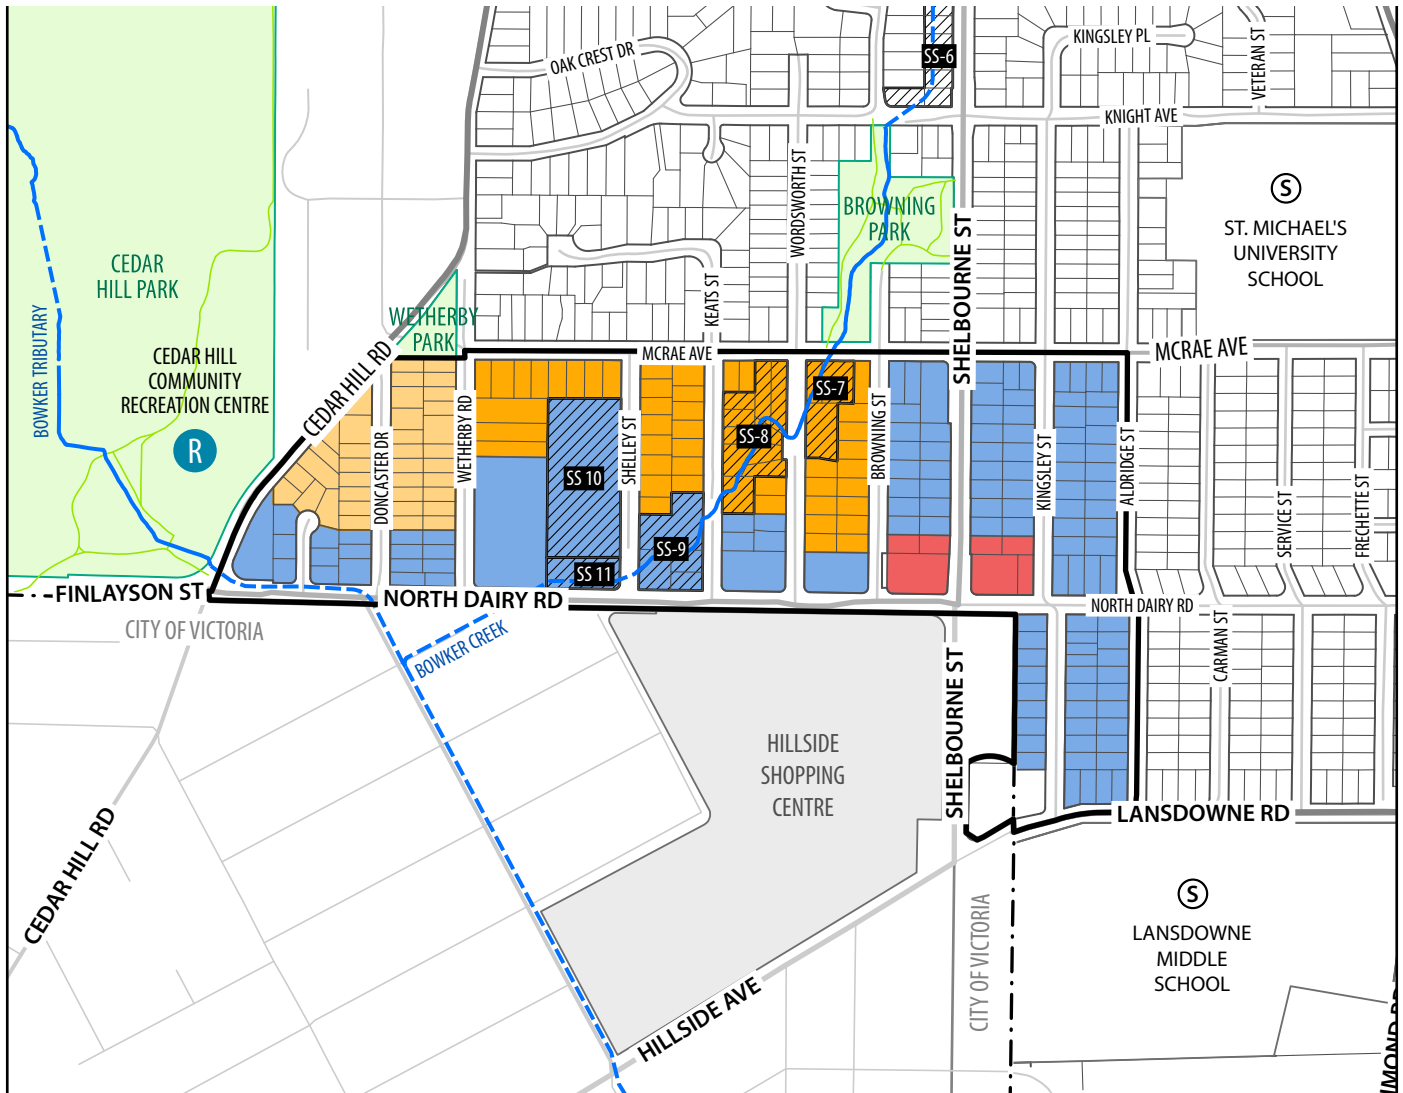 OAK CREST DR
SS-6
KINGSLEY PL
VETERAN ST
KNIGHT AVE
WORDSWORTH ST
BROWNING
PARK
SHELBOURNE ST
S
ST. MICHAEL'S
UNIVERSITY
SCHOOL
CEDAR
HILL PARK
BOWKER TRIBUTARY
WETHERBY
PARK
KEATS ST
MCRAE AVE
MCRAE AVE
CEDAR HILL
COMMUNITY
RECREATION CENTRE
R
CEDAR HILL RD
DONCASTER DR
WETHERBY RD
SS 10
SHELLEY ST
SS-8
SS-7
BROWNING ST
KINGSLEY ST
ALDRIDGE ST
SERVICE ST
FRECHETTE ST
SS-9
SS 11
FINLAYSON ST
NORTH DAIRY RD
NORTH DAIRY RD
CITY OF VICTORIA
BOWKER CREEK
CARMAN ST
SHELBOURNE ST
HILLSIDE
SHOPPING
CENTRE
LANSDOWNE RD
CEDAR HILL RD
S
LANSDOWNE
MIDDLE
SCHOOL
CITY OF VICTORIA
HILLSIDE AVE